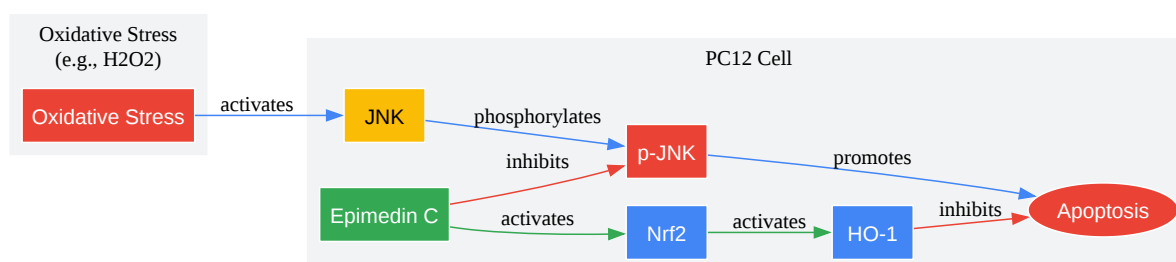 Oxidative Stress
(e.g., H2O2)
PC12 Cell
Oxidative Stress
activates
JNK
phosphorylates
p-JNK
promotes
inhibits
Epimedin C
activates
Nrf2
activates
HO-1
inhibits
Apoptosis